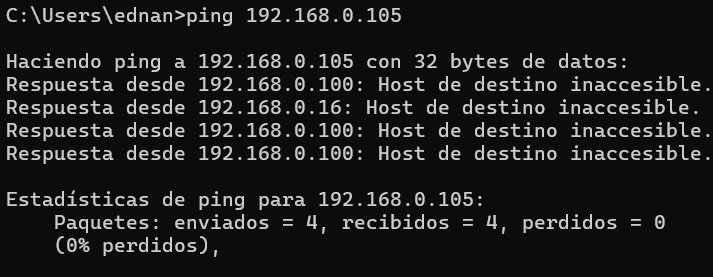 C:\Users\ednan>ping 192.168.0.105
Haciendo ping a 192.168.0.105 con 32 bytes de datos:
Respuesta desde 192.168.0.100: Host de destino inaccesible.
Respuesta desde 192.168.0.16: Host de destino inaccesible.
Respuesta desde 192.168.0.100: Host de destino inaccesible.
Respuesta desde 192.168.0.100: Host de destino inaccesible.
Estadísticas de ping para 192.168.0.105:
    Paquetes: enviados = 4, recibidos = 4, perdidos = 0
    (0% perdidos),